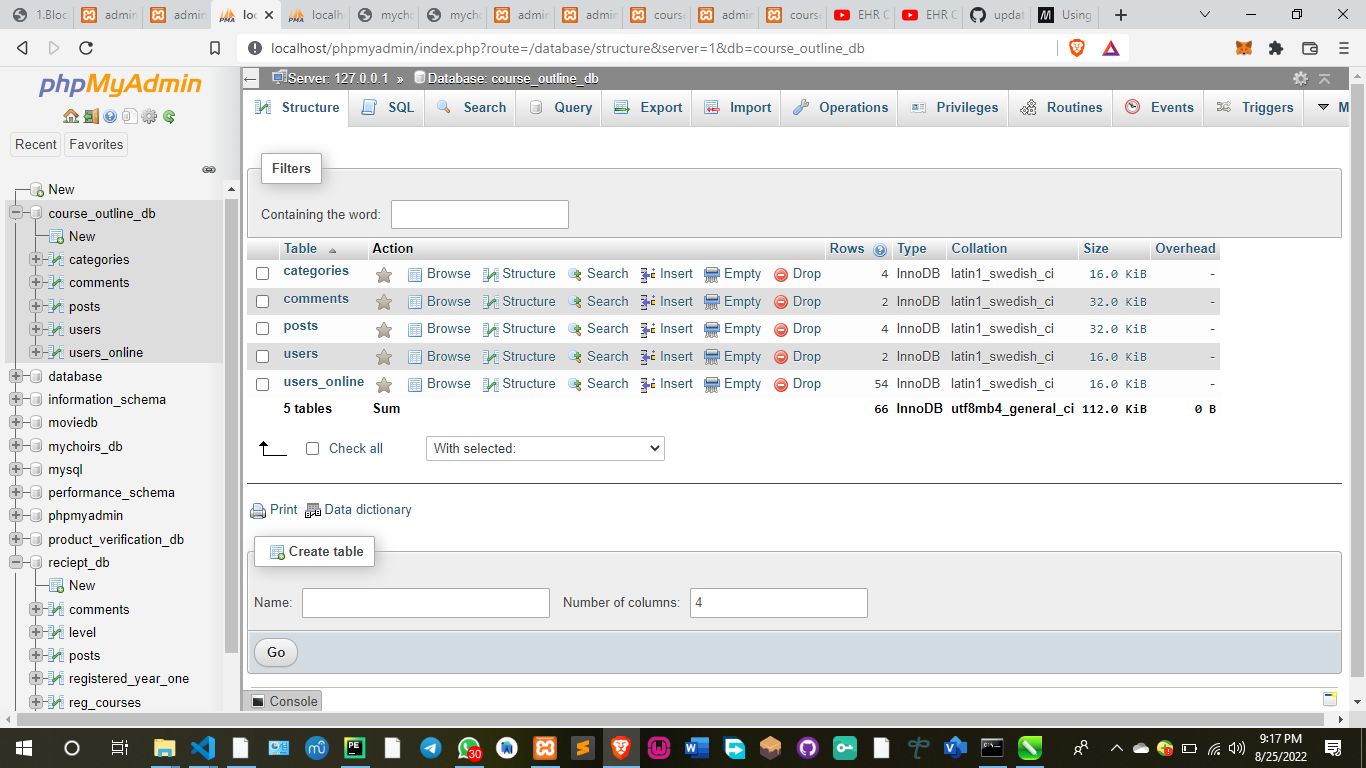 1.Bloc
admin
admin
loc
localh
mycho
mych
admin
admin
course
admin
course
EHR C
EHR C
updat
Using
localhost/phpmyadmin/index.php?route=/database/structure&server=1&db=course_outline_db
phpMyAdmin
Recent
Favorites
New
course_outline_db
New
categories
comments
posts
users
users_online
database
information_schema
moviedb
mychoirs_db
mysql
performance_schema
phpmyadmin
product_verification_db
reciept_db
New
comments
level
posts
registered_year_one
reg_courses
Server: 127.0.0.1 » Database: course_outline_db
Structure SQL Search Query Export Import Operations Privileges Routines Events Triggers M
Filters
Containing the word:
Table Action Rows Type Collation Size Overhead
categories Browse Structure Search Insert Empty Drop 4 InnoDB latin1_swedish_ci 16.0 KiB -
comments Browse Structure Search Insert Empty Drop 2 InnoDB latin1_swedish_ci 32.0 KiB -
posts Browse Structure Search Insert Empty Drop 4 InnoDB latin1_swedish_ci 32.0 KiB -
users Browse Structure Search Insert Empty Drop 2 InnoDB latin1_swedish_ci 16.0 KiB -
users_online Browse Structure Search Insert Empty Drop 54 InnoDB latin1_swedish_ci 16.0 KiB -
5 tables Sum 66 InnoDB utf8mb4_general_ci 112.0 KiB 0 B
Check all With selected:
Print Data dictionary
Create table
Name: Number of columns: 4
Go
Console
30
9:17 PM
8/25/2022